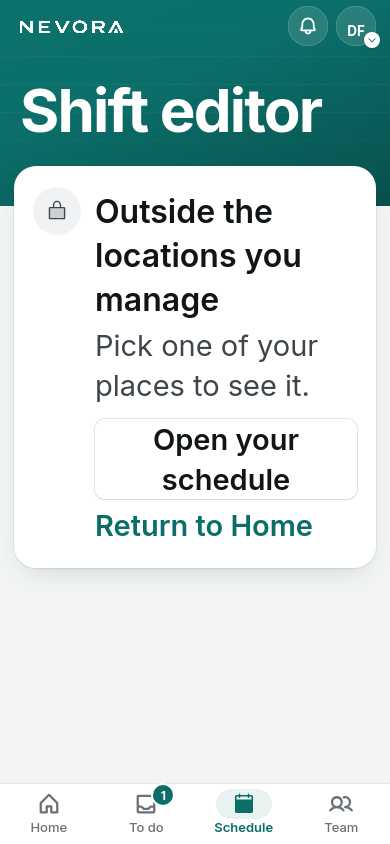 NEVORA
DF
Shift editor
Outside the
locations you
manage
Pick one of your
places to see it.
Open your
schedule
Return to Home
1
Home
To do
Schedule
Team